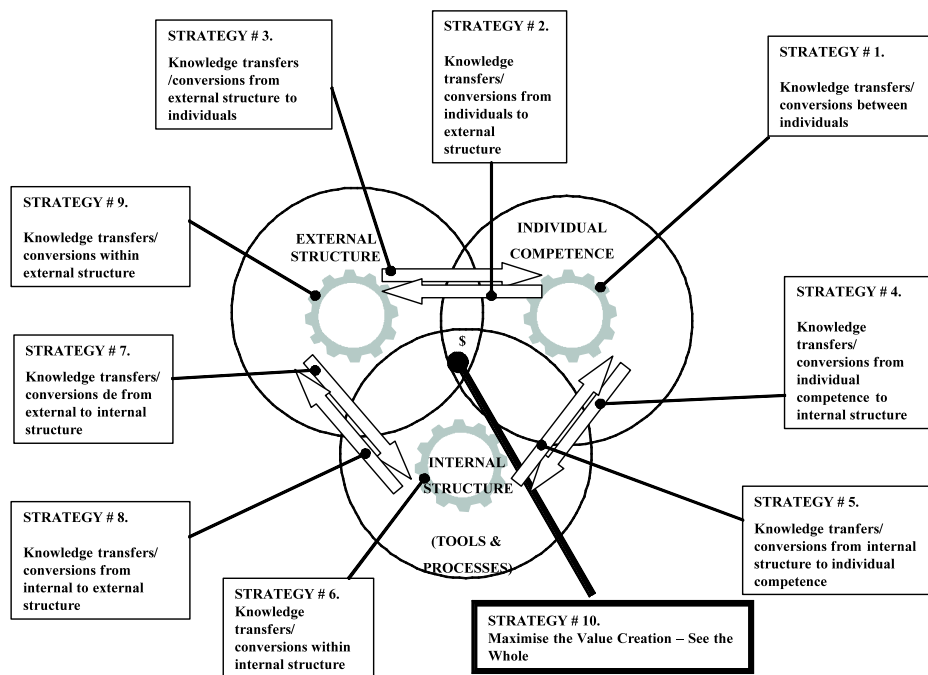 STRATEGY # 3.
Knowledge transfers
/conversions from
external structure to
individuals
STRATEGY # 2.
Knowledge
transfers/
conversions from
individuals to
external
structure
STRATEGY # 1.
Knowledge transfers/
conversions between
individuals
STRATEGY # 9.
Knowledge transfers/
conversions within
external structure
EXTERNAL
STRUCTURE
INDIVIDUAL
COMPETENCE
STRATEGY # 4.
Knowledge
transfers/
conversions from
individual
competence to
internal structure
STRATEGY # 7.
Knowledge transfers/
conversions de from
external to internal
structure
$
INTERNAL
STRUCTURE
(TOOLS &
PROCESSES)
STRATEGY # 8.
Knowledge transfers/
conversions from
internal to external
structure
STRATEGY # 5.
Knowledge tranfers/
conversions from internal
structure to individual
competence
STRATEGY # 6.
Knowledge
transfers/
conversions within
internal structure
STRATEGY # 10.
Maximise the Value Creation – See the
Whole